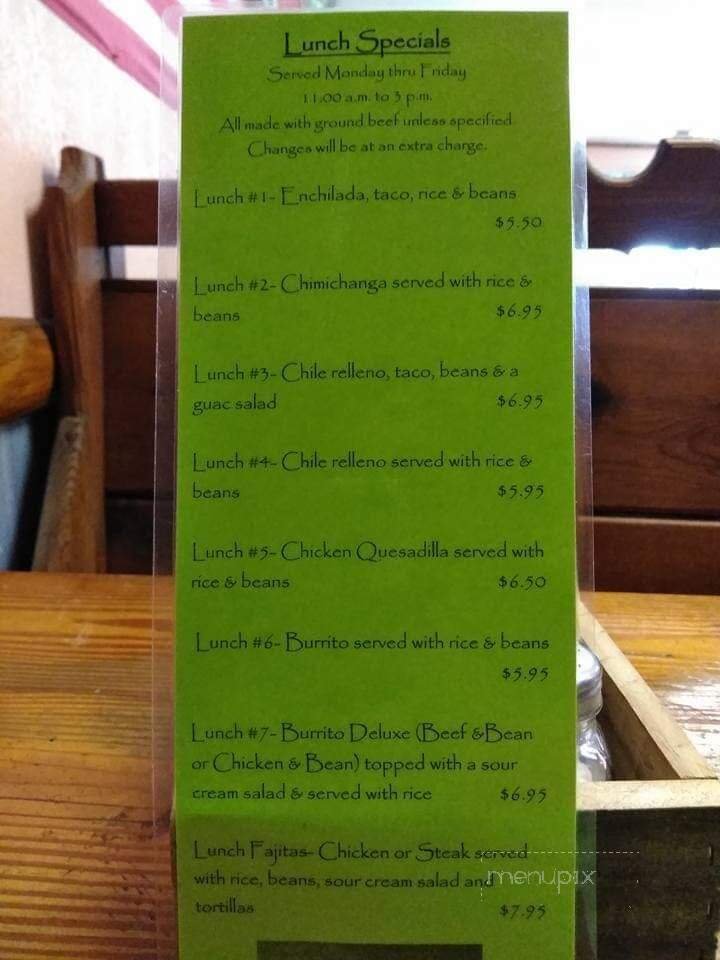 Lunch Specials
Served Monday thru Friday
11.00 a.m. to 3 p.m.
All made with ground beef unless specified.
Changes will be at an extra charge.
Lunch #1- Enchilada, taco, rice & beans
$5.50
Lunch #2- Chimichanga served with rice &
beans $6.95
Lunch #3- Chile relleno, taco, beans & a
guac salad $6.95
Lunch #4- Chile relleno served with rice &
beans $5.95
Lunch #5- Chicken Quesadilla served with
rice & beans $6.50
Lunch #6- Burrito served with rice & beans
$5.95
Lunch #7- Burrito Deluxe (Beef &Bean
or Chicken & Bean) topped with a sour
cream salad & served with rice $6.95
Lunch Fajitas- Chicken or Steak served
with rice, beans, sour cream salad and
menupix
tortillas $7.95